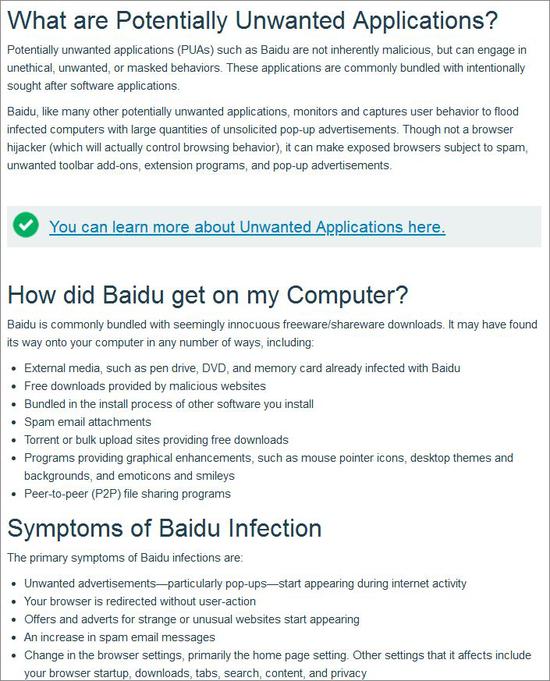 What are Potentially Unwanted Applications?
Potentially unwanted applications (PUAs) such as Baidu are not inherently malicious, but can engage in
unethical, unwanted, or masked behaviors. These applications are commonly bundled with intentionally
sought after software applications.
Baidu, like many other potentially unwanted applications, monitors and captures user behavior to flood
infected computers with large quantities of unsolicited pop-up advertisements. Though not a browser
hijacker (which will actually control browsing behavior), it can make exposed browsers subject to spam,
unwanted toolbar add-ons, extension programs, and pop-up advertisements.
You can learn more about Unwanted Applications here.
How did Baidu get on my Computer?
Baidu is commonly bundled with seemingly innocuous freeware/shareware downloads. It may have found
its way onto your computer in any number of ways, including:
• External media, such as pen drive, DVD, and memory card already infected with Baidu
• Free downloads provided by malicious websites
• Bundled in the install process of other software you install
• Spam email attachments
• Torrent or bulk upload sites providing free downloads
• Programs providing graphical enhancements, such as mouse pointer icons, desktop themes and
backgrounds, and emoticons and smileys
• Peer-to-peer (P2P) file sharing programs
Symptoms of Baidu Infection
The primary symptoms of Baidu infections are:
• Unwanted advertisements—particularly pop-ups—start appearing during internet activity
• Your browser is redirected without user-action
• Offers and adverts for strange or unusual websites start appearing
• An increase in spam email messages
• Change in the browser settings, primarily the home page setting. Other settings that it affects include
your browser startup, downloads, tabs, search, content, and privacy